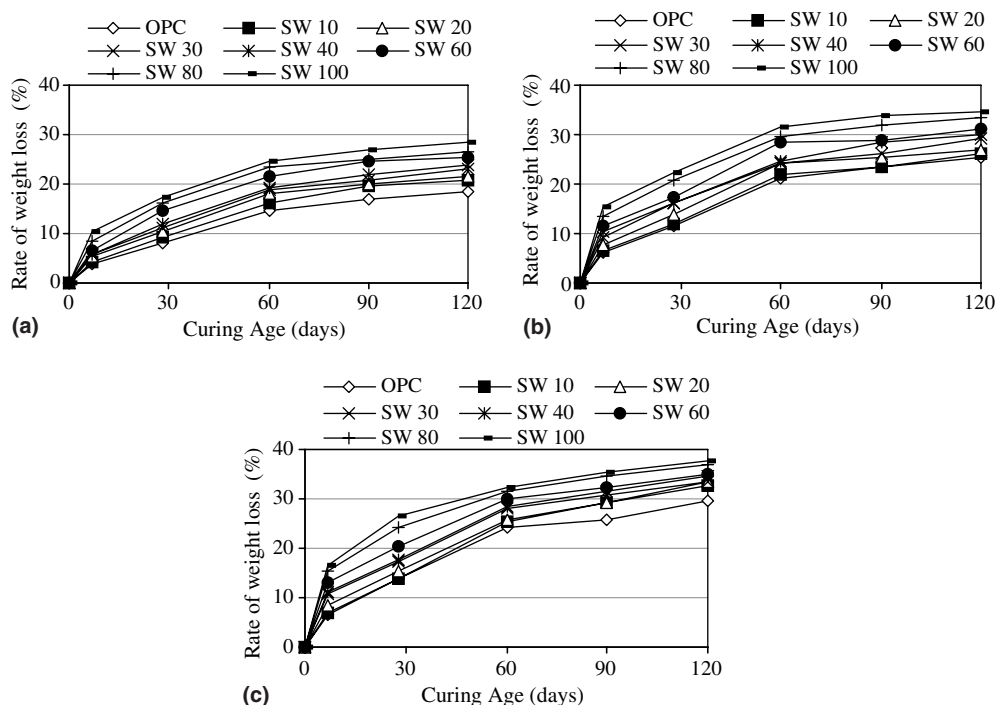 OPC SW 10 SW 20
SW 30 SW 40 SW 60
SW 80 SW 100
40
30
20
10
0
Rate of weight loss (%)
0 30 60 90 120
Curing Age (days)
(a)
OPC SW 10 SW 20
SW 30 SW 40 SW 60
SW 80 SW 100
40
30
20
10
0
Rate of weight loss (%)
0 30 60 90 120
Curing Age (days)
(b)
OPC SW 10 SW 20
SW 30 SW 40 SW 60
SW 80 SW 100
40
30
20
10
0
Rate of weight loss (%)
0 30 60 90 120
Curing Age (days)
(c)